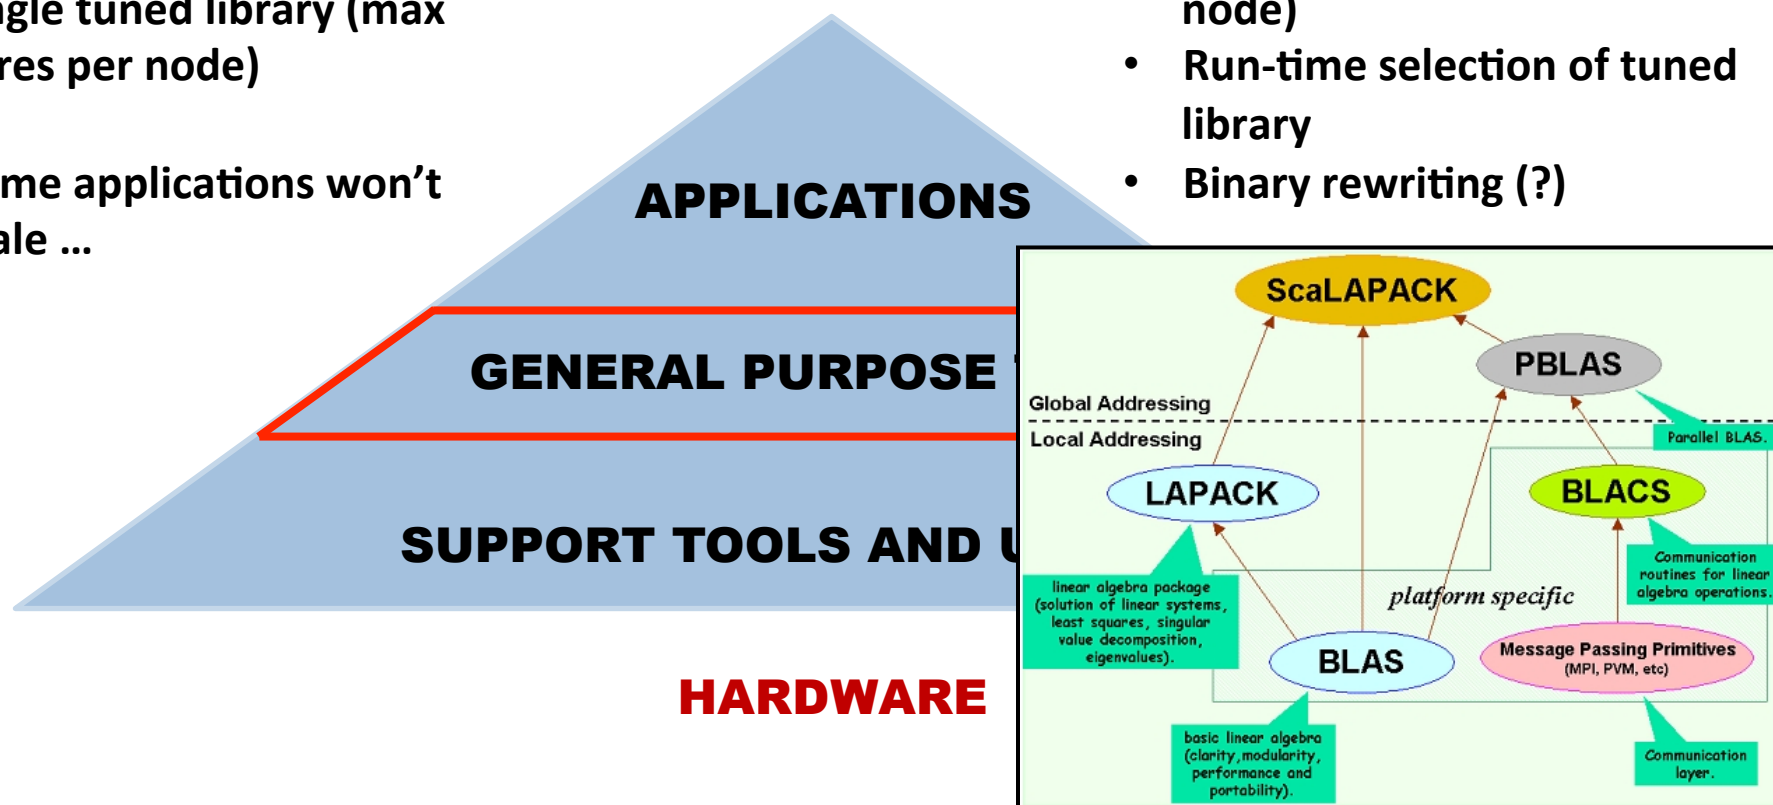 ngle tuned library (max
res per node)
me applications won't
ale ...
node)
• Run-time selection of tuned
library
• Binary rewriting (?)
APPLICATIONS
GENERAL PURPOSE
SUPPORT TOOLS AND U
HARDWARE
ScaLAPACK
PBLAS
Global Addressing
Local Addressing
Parallel BLAS.
LAPACK
BLACS
linear algebra package
(solution of linear systems,
least squares, singular
value decomposition,
eigenvalues).
Communication
routines for linear
algebra operations.
platform specific
BLAS
Message Passing Primitives
(MPI, PVM, etc)
basic linear algebra
(clarity,modularity,
performance and
portability).
Communication
layer.